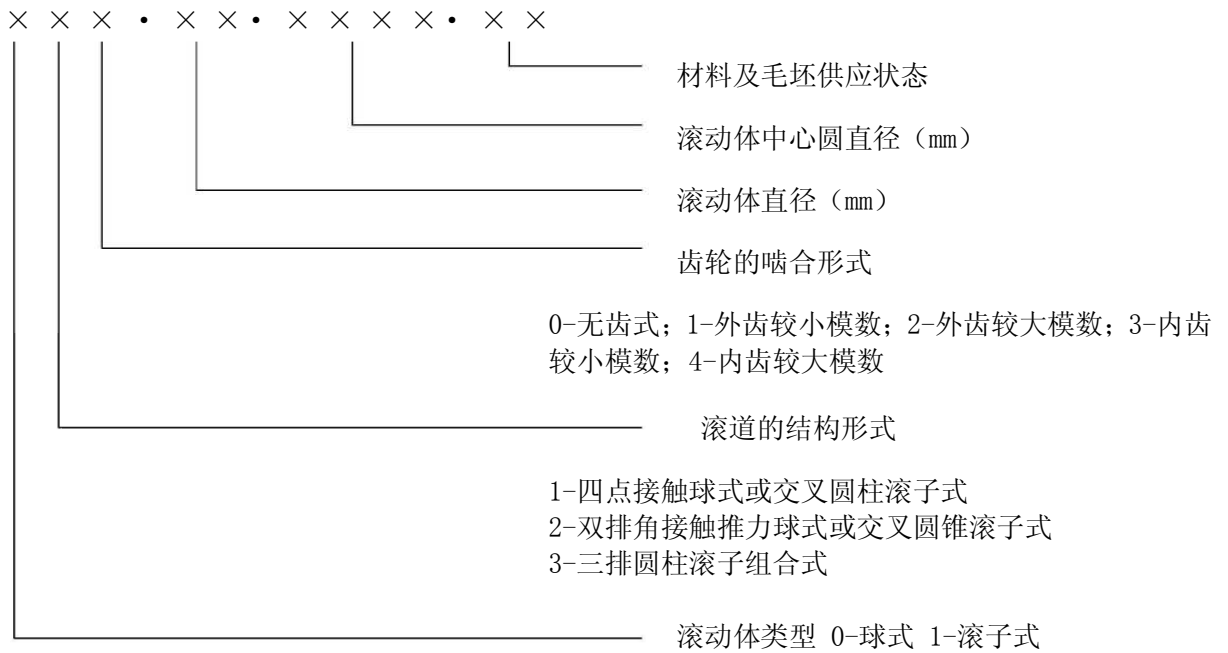 ×××·××·××××·××
材料及毛坯供应状态
滚动体中心圆直径（mm）
滚动体直径（mm）
齿轮的啮合形式
0-无齿式；1-外齿较小模数；2-外齿较大模数；3-内齿
较小模数；4-内齿较大模数
滚道的结构形式
1-四点接触球式或交叉圆柱滚子式
2-双排角接触推力球式或交叉圆锥滚子式
3-三排圆柱滚子组合式
滚动体类型 0-球式 1-滚子式